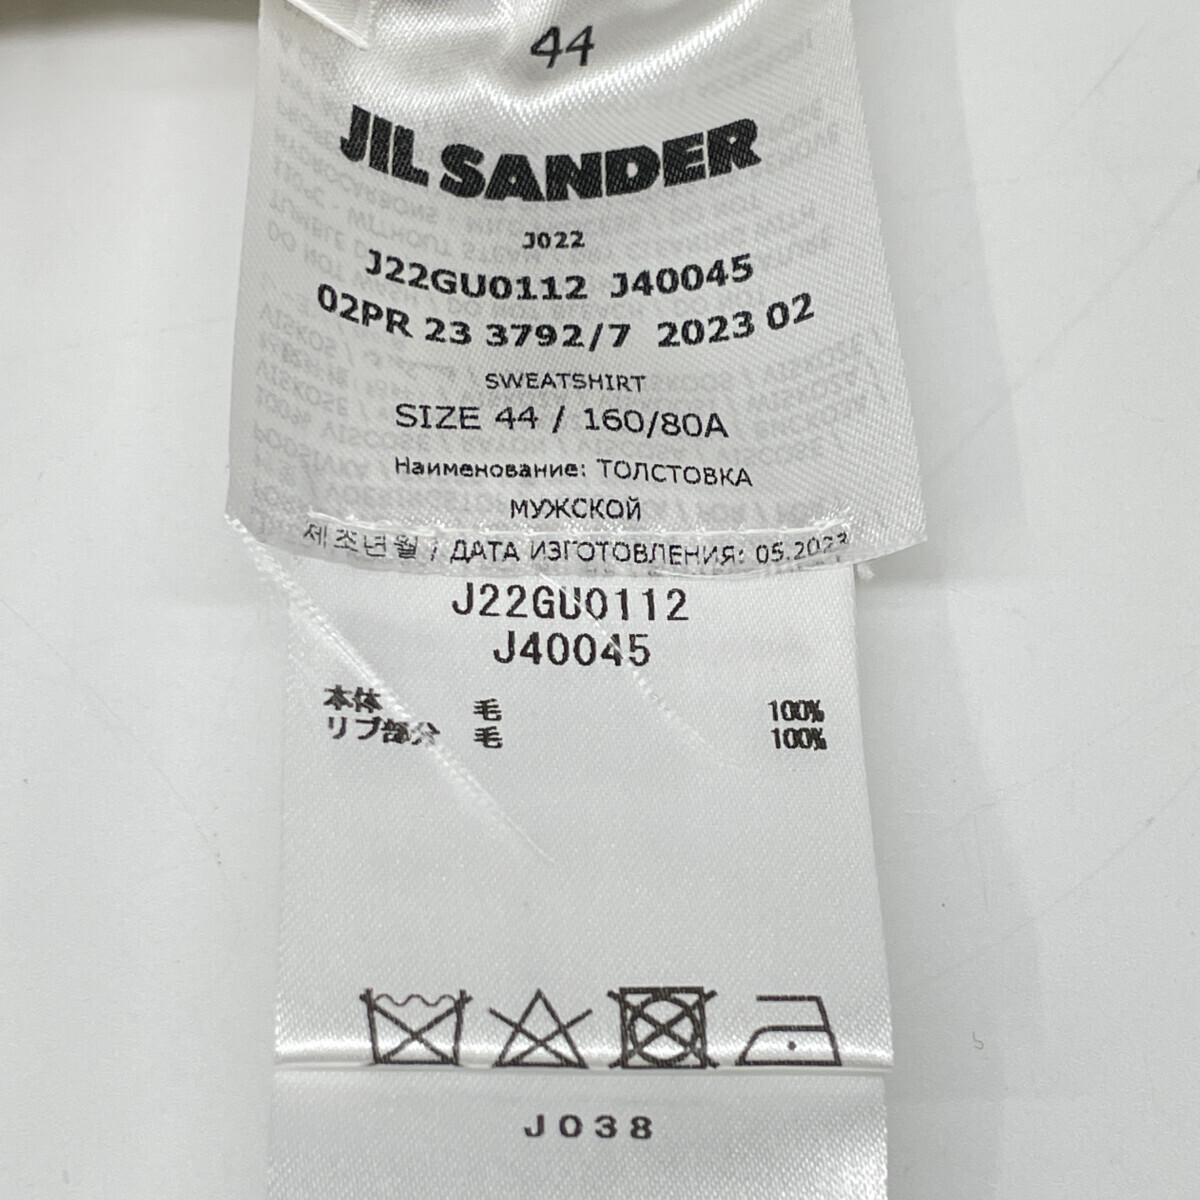 44
JIL SANDER
J022
J22GU0112 J40045
02PR 23 3792/7 2023 02
SWEATSHIRT
SIZE 44 / 160/80A
Наименование: ТОЛСТОВКА
МУЖСКОЙ
제조년월 / ДАТА ИЗГОТОВЛЕНИЯ: 05.2023
J22GU0112
J40045
本体 毛 100%
リブ部分 毛 100%
J038